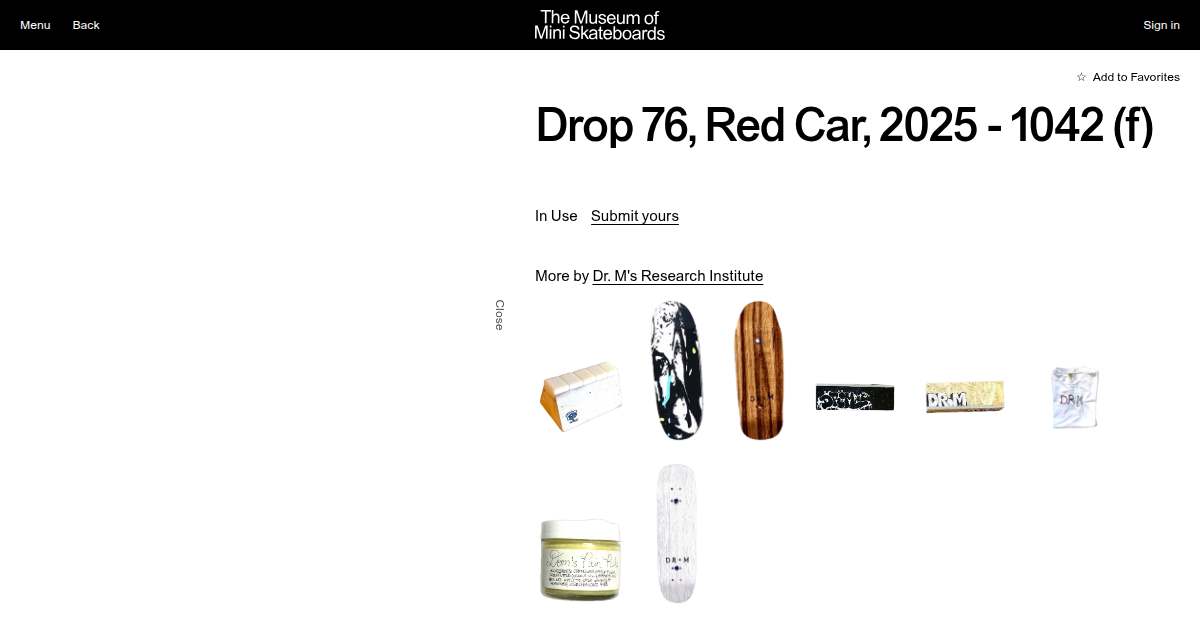 Menu
Back
The Museum of
Mini Skateboards
Sign in
☆ Add to Favorites
Drop 76, Red Car, 2025 - 1042 (f)
In Use Submit yours
More by Dr. M's Research Institute
Close
DR+M
DR+M
DR+M
DR+M